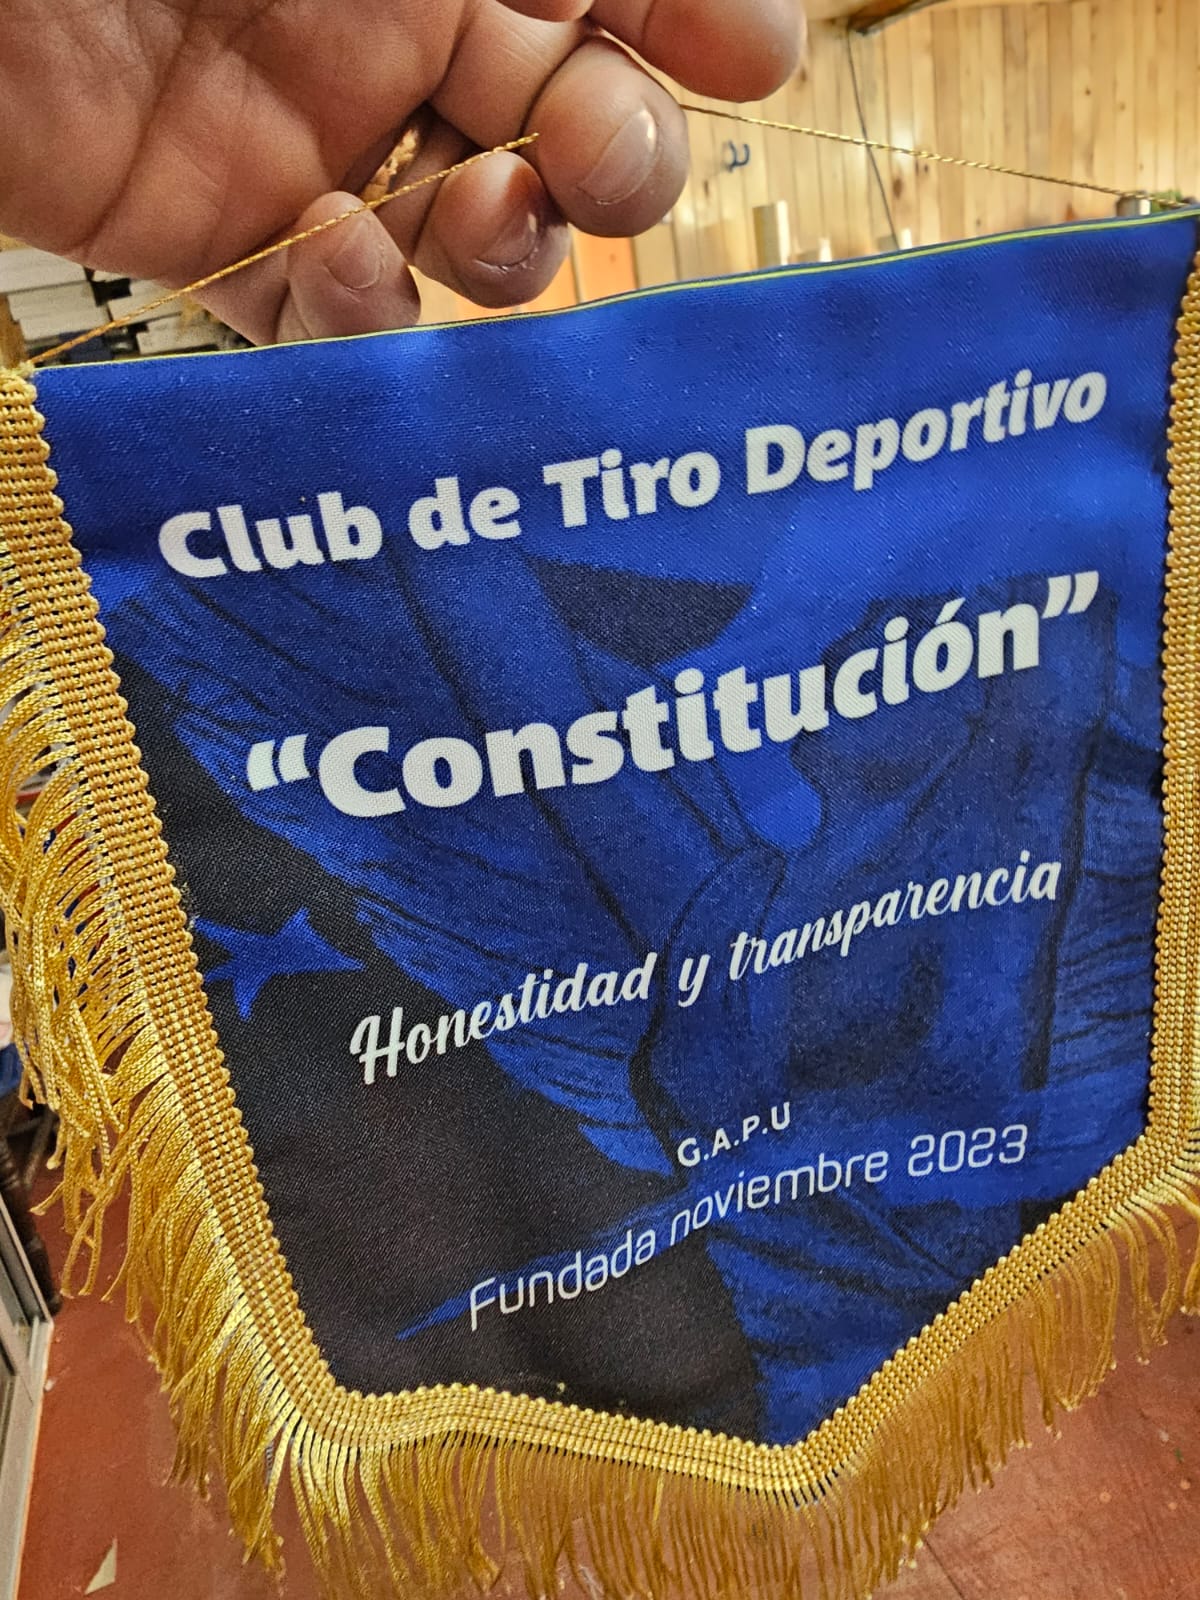 Club de Tiro Deportivo
“Constitución”
Honestidad y transparencia
G.A.P.U
Fundada noviembre 2023